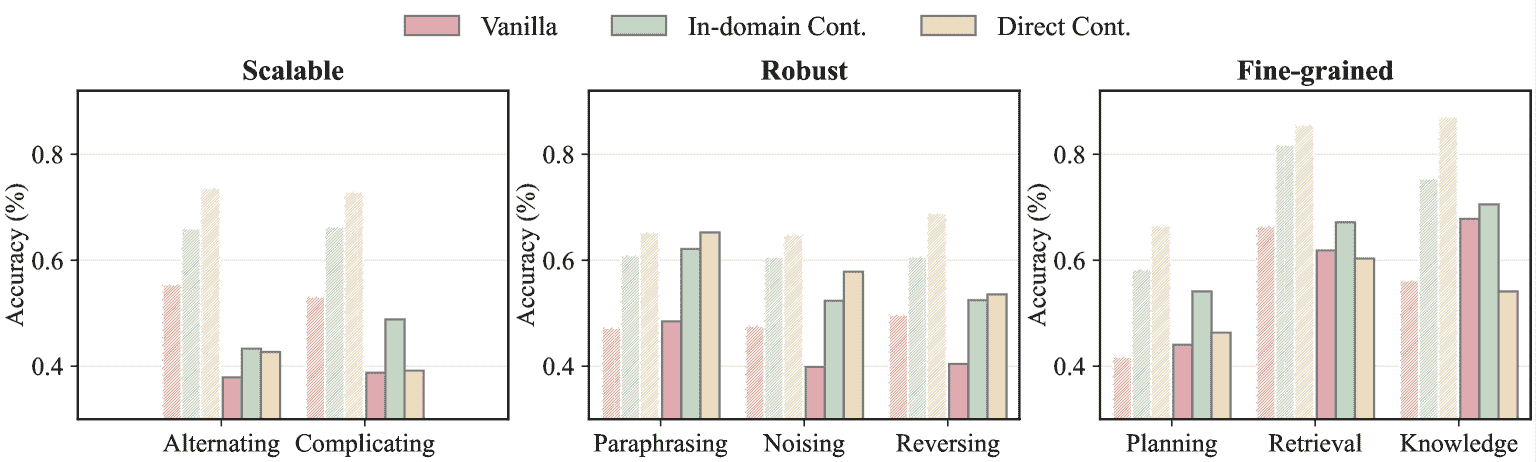 Vanilla In-domain Cont. Direct Cont.
Scalable
Accuracy (%)
0.8
0.6
0.4
Alternating Complicating
Robust
Accuracy (%)
0.8
0.6
0.4
Paraphrasing Noising Reversing
Fine-grained
Accuracy (%)
0.8
0.6
0.4
Planning Retrieval Knowledge